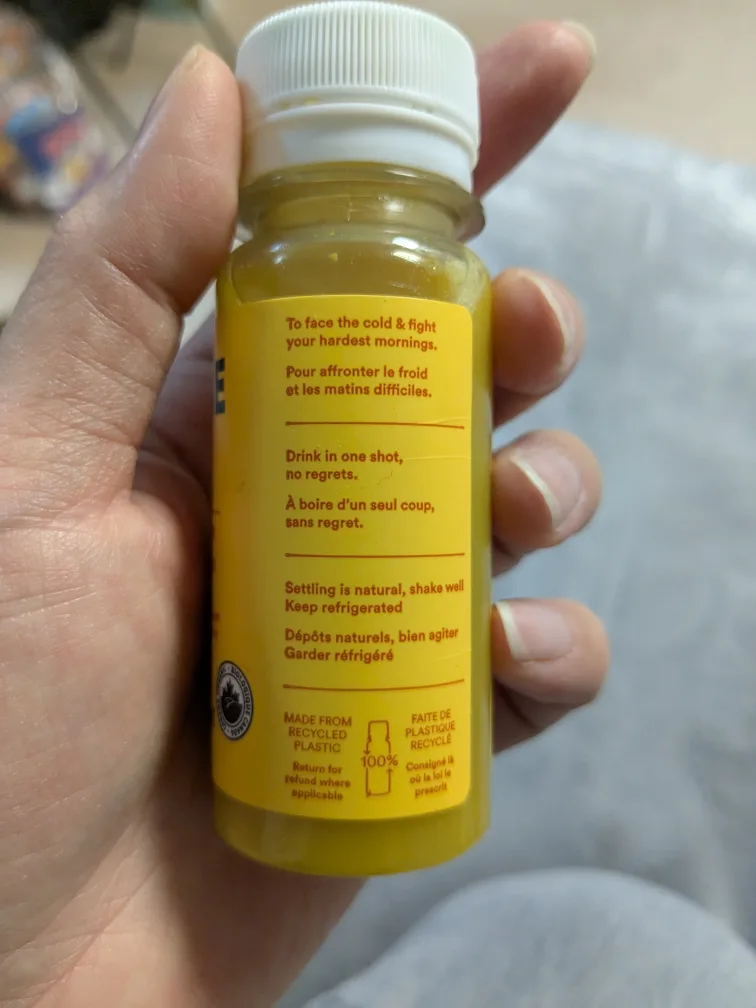 To face the cold & fight
your hardest mornings.
Pour affronter le froid
et les matins difficiles.
Drink in one shot,
no regrets.
À boire d'un seul coup,
sans regret.
Settling is natural, shake well
Keep refrigerated
Dépôts naturels, bien agiter
Garder réfrigéré
MADE FROM
RECYCLED
PLASTIC
Return for
refund where
applicable
100%
FAITE DE
PLASTIQUE
RECYCLÉ
Consigné là
où la loi le
prescrit
E
BIOLOGIQUE